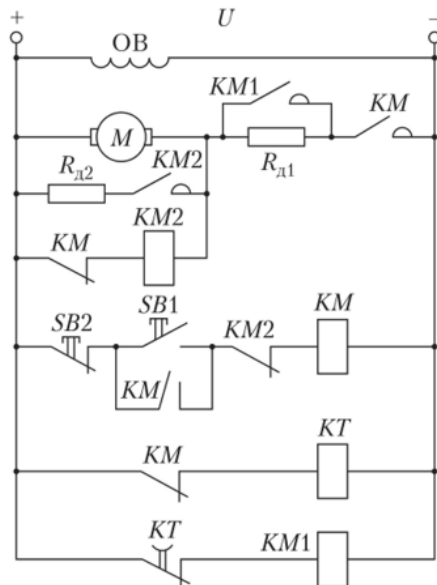 + U −
ОВ
KM1 KM
M
Rд1
Rд2 KM2
KM2
KM
SB1 KM
SB2 KM2
KM
KT
KM
KT KM1